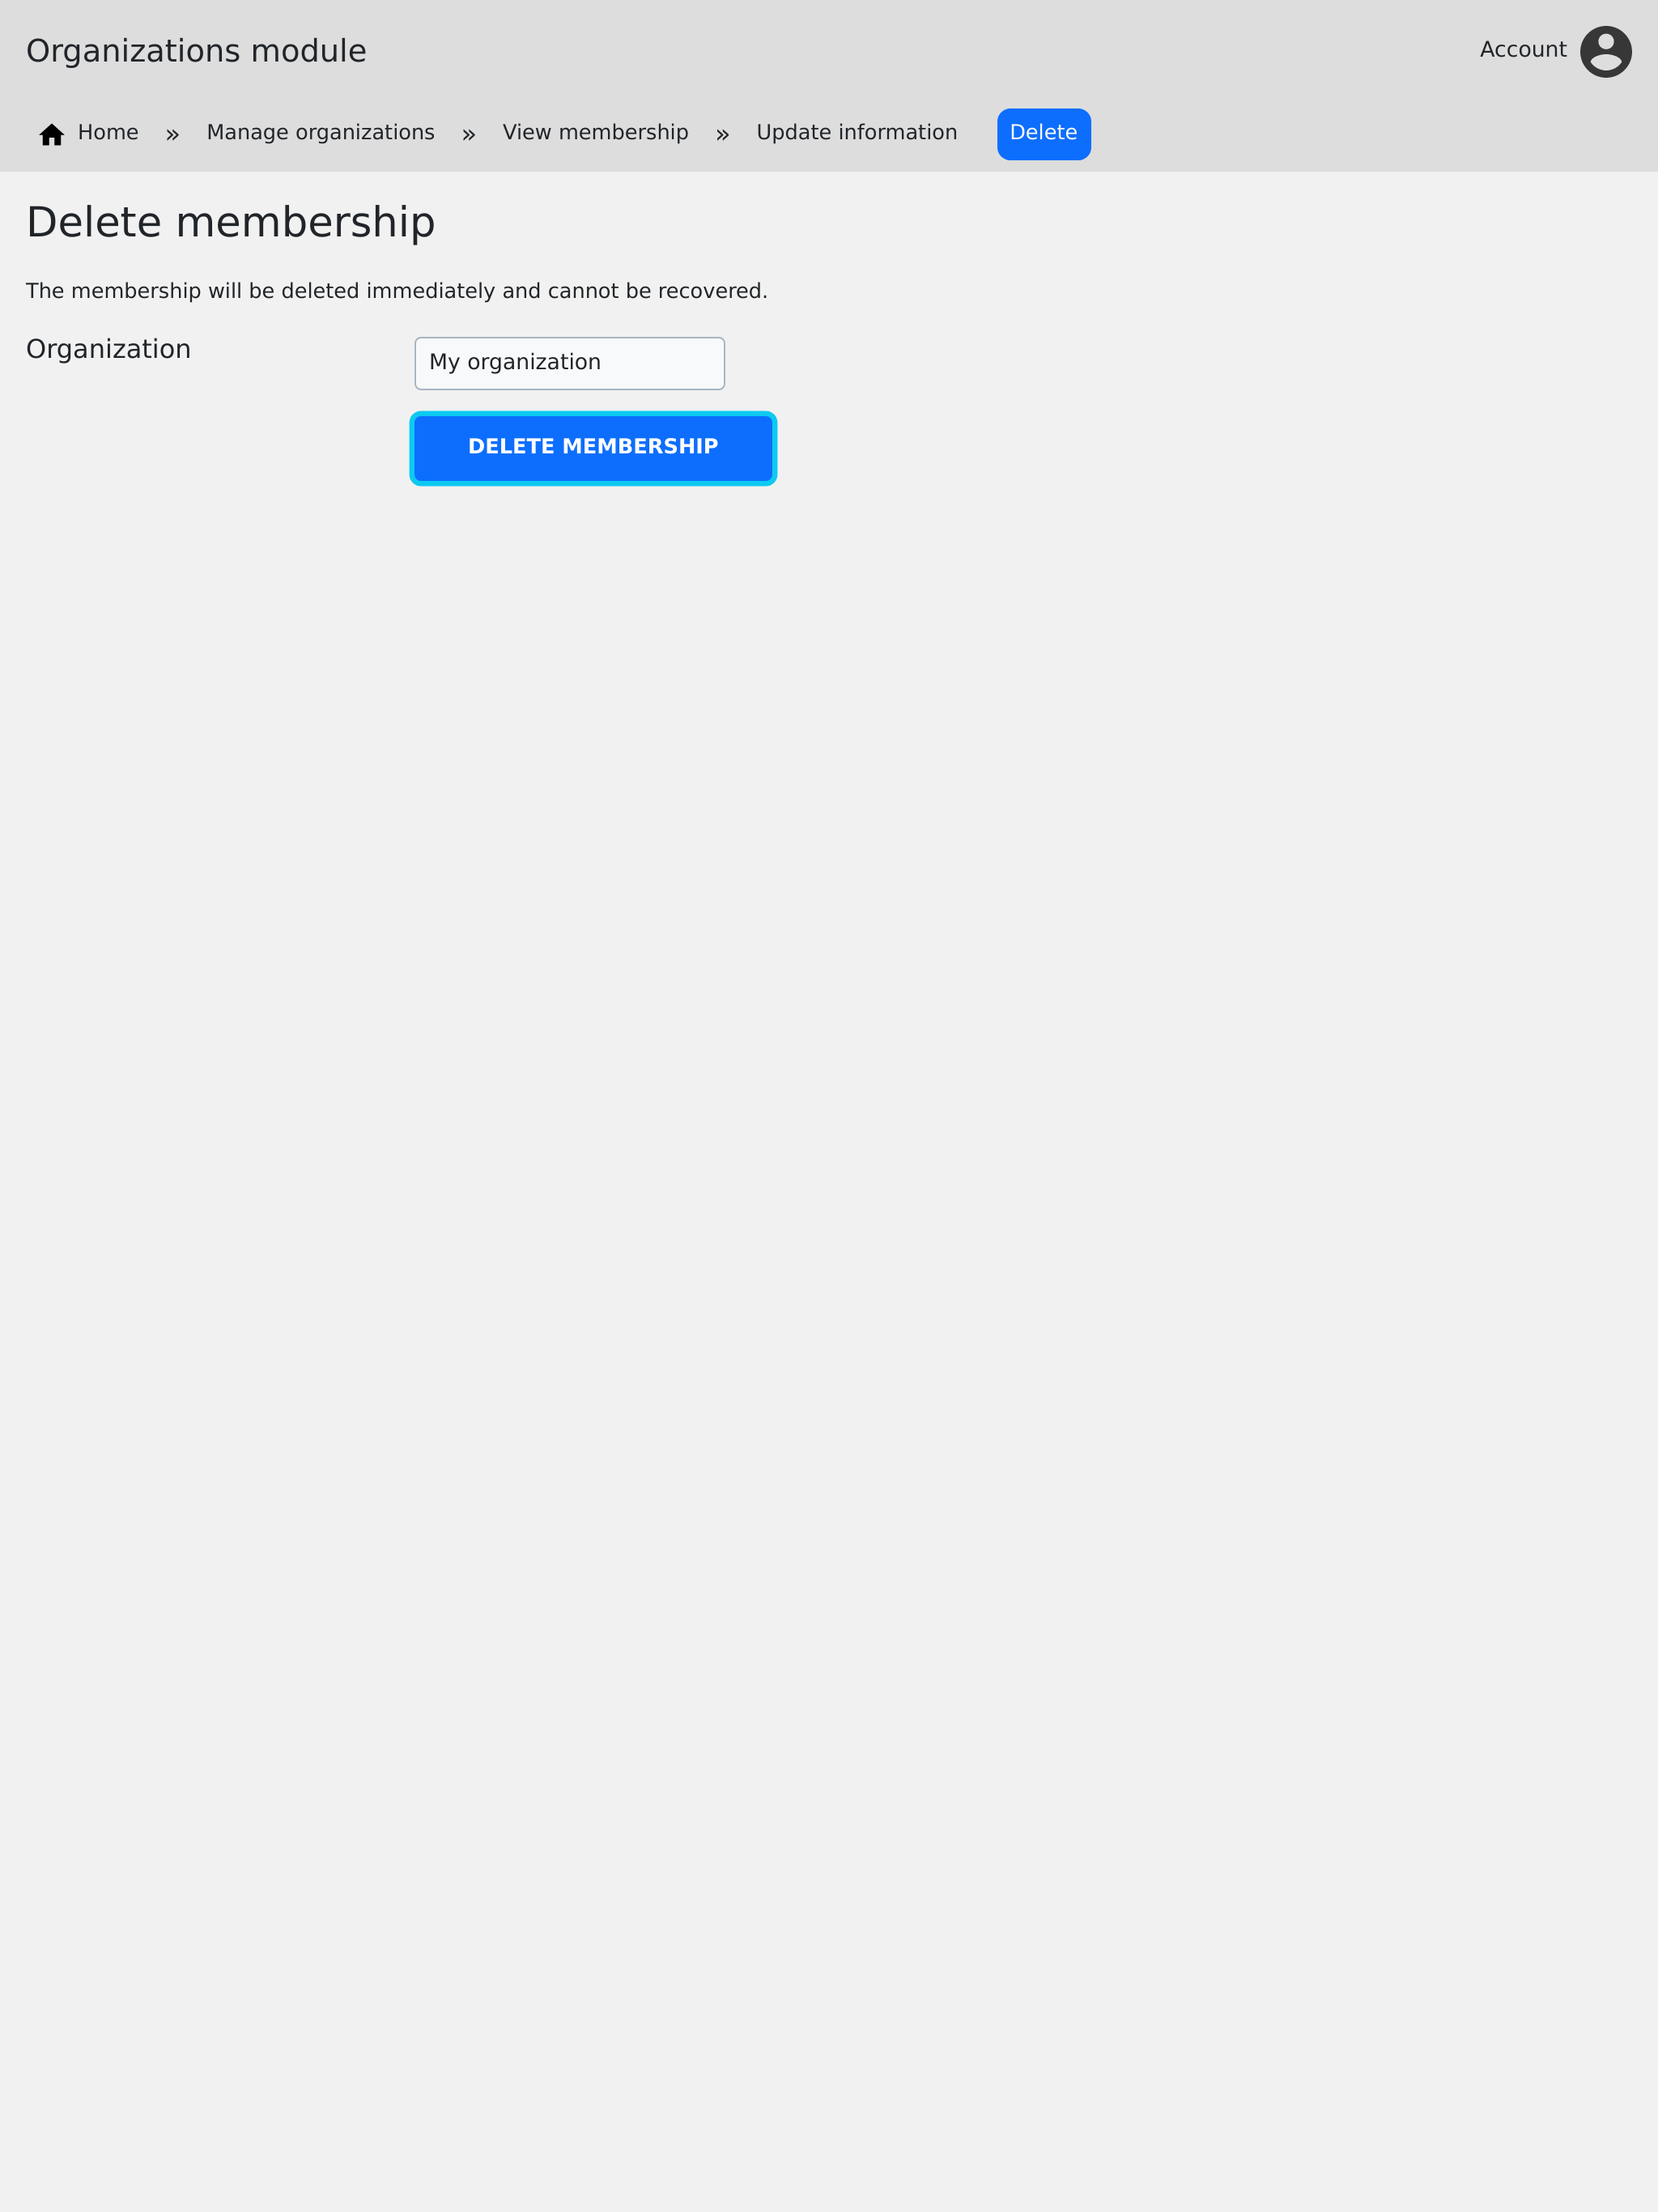 Organizations module
Account
Home » Manage organizations » View membership » Update information Delete
Delete membership
The membership will be deleted immediately and cannot be recovered.
Organization
My organization
DELETE MEMBERSHIP